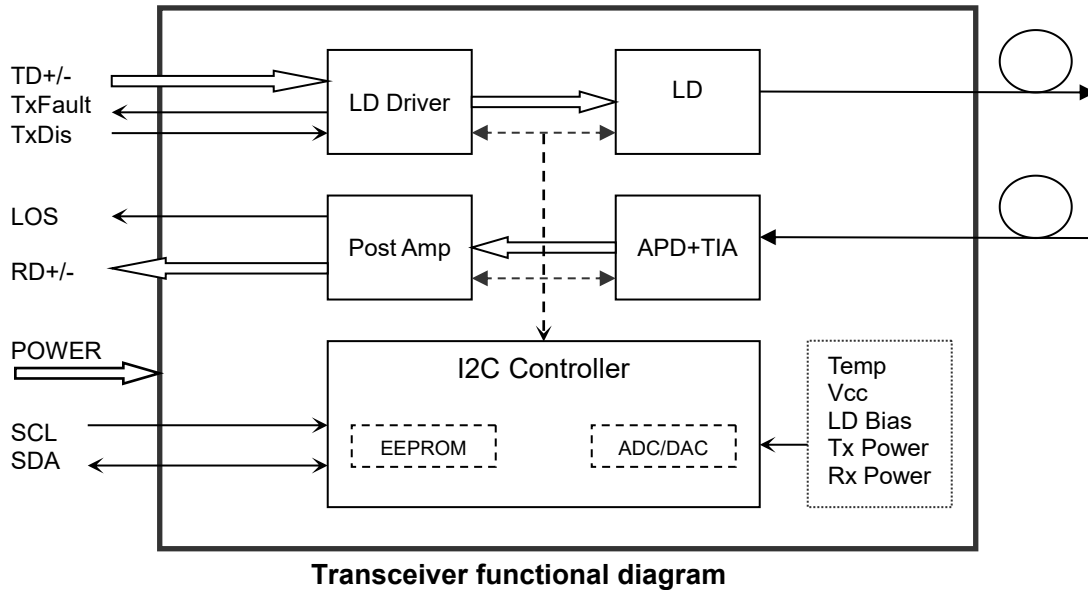 TD+/-
TxFault
TxDis
LD Driver
LD
LOS
RD+/-
Post Amp
APD+TIA
POWER
SCL
SDA
I2C Controller
EEPROM
ADC/DAC
Temp
Vcc
LD Bias
Tx Power
Rx Power
Transceiver functional diagram